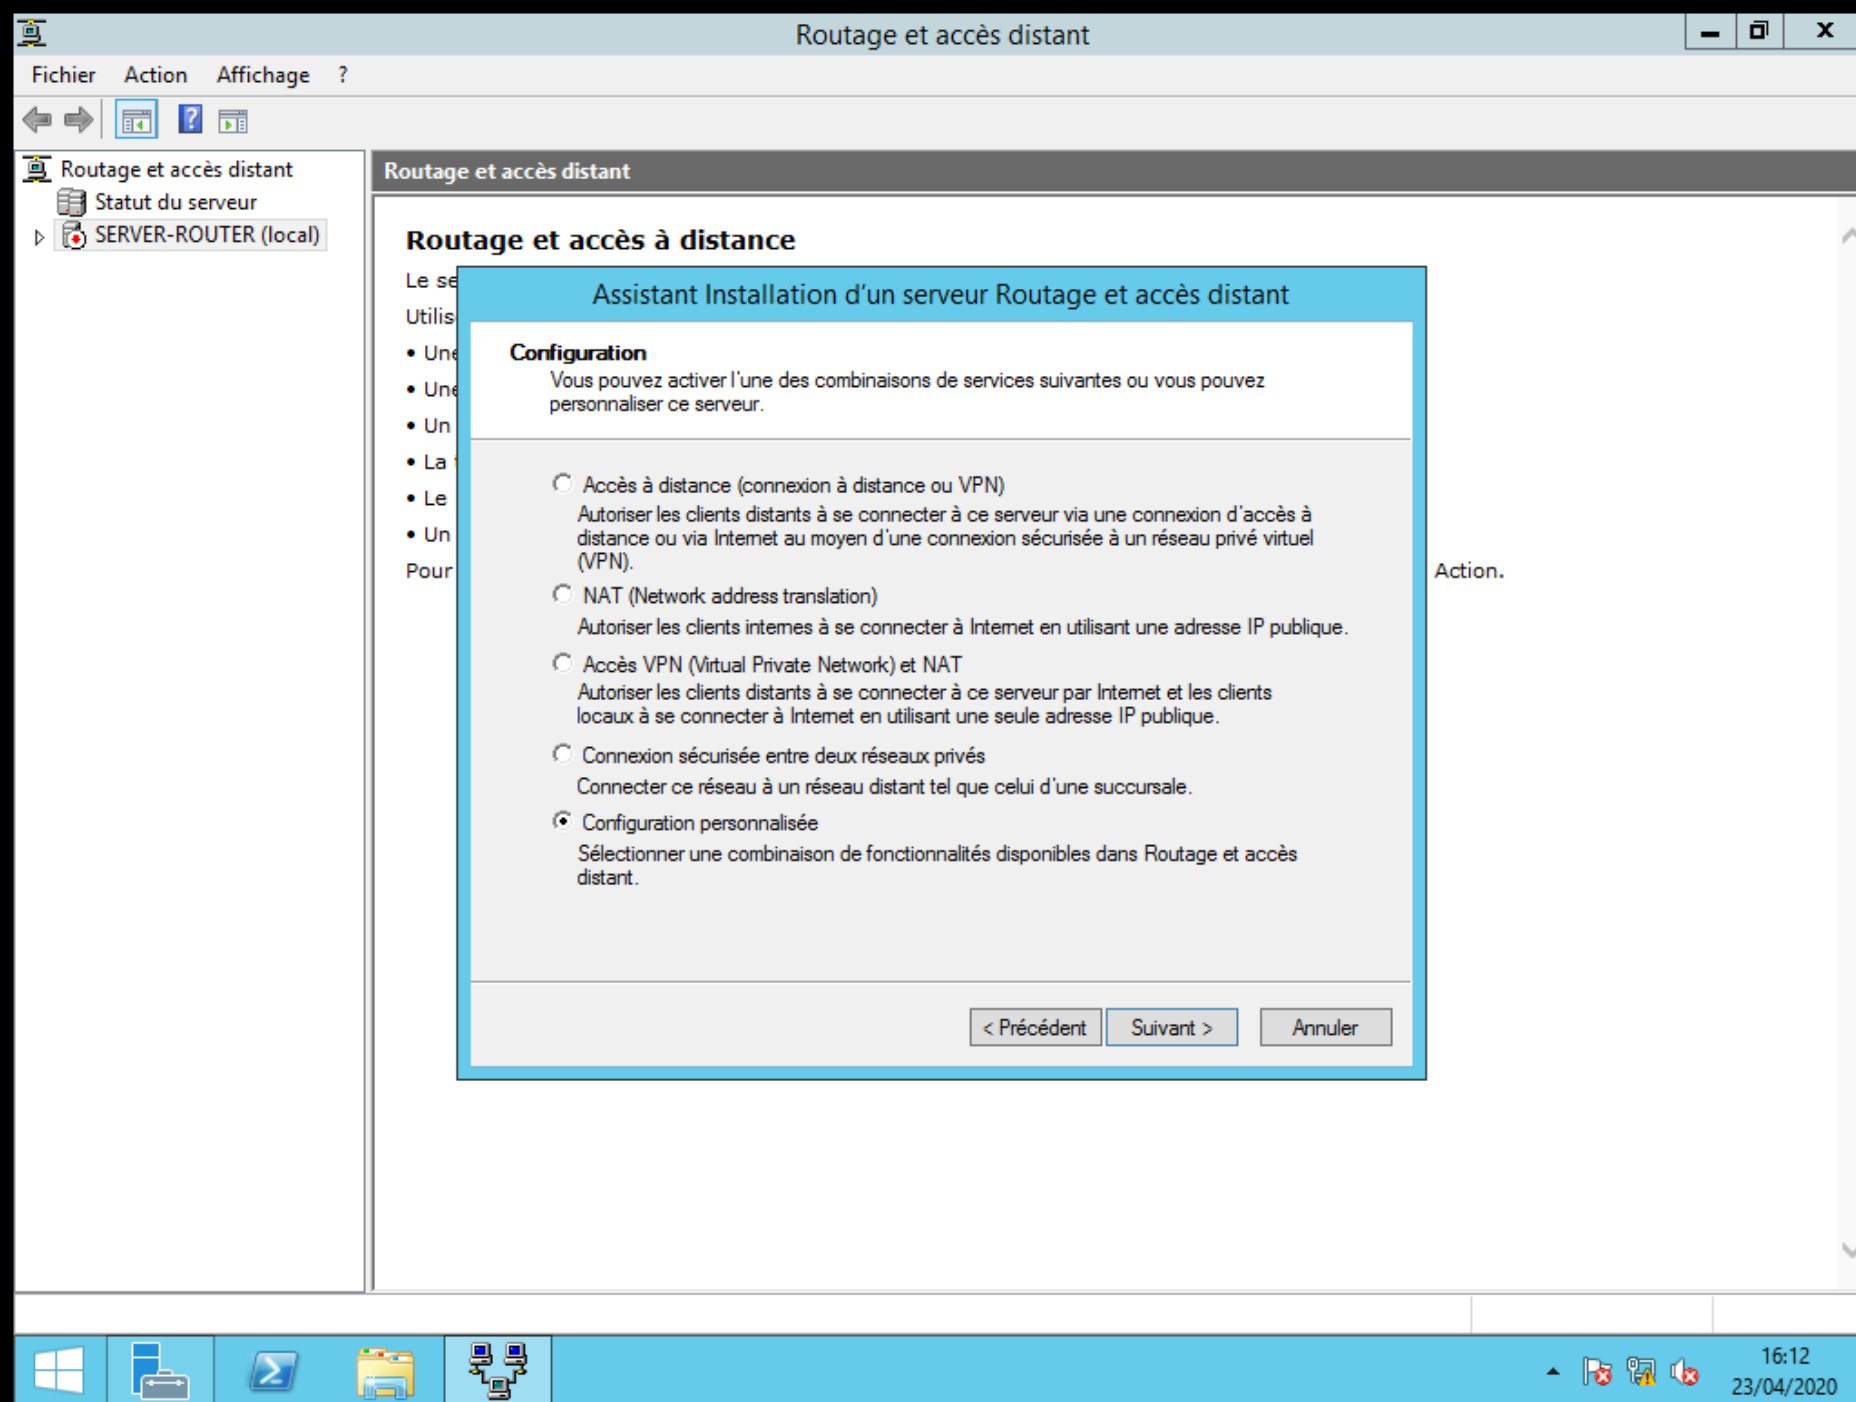 Routage et accès distant
Fichier Action Affichage ?
Routage et accès distant
Statut du serveur
SERVER-ROUTER (local)
Routage et accès distant
Routage et accès à distance
Le se
Utilis
• Une
• Une
• Un
• La
• Le
• Un
Pour
Action.
Assistant Installation d'un serveur Routage et accès distant
Configuration
Vous pouvez activer l'une des combinaisons de services suivantes ou vous pouvez
personnaliser ce serveur.
Accès à distance (connexion à distance ou VPN)
Autoriser les clients distants à se connecter à ce serveur via une connexion d'accès à
distance ou via Internet au moyen d'une connexion sécurisée à un réseau privé virtuel
(VPN).
NAT (Network address translation)
Autoriser les clients internes à se connecter à Internet en utilisant une adresse IP publique.
Accès VPN (Virtual Private Network) et NAT
Autoriser les clients distants à se connecter à ce serveur par Internet et les clients
locaux à se connecter à Internet en utilisant une seule adresse IP publique.
Connexion sécurisée entre deux réseaux privés
Connecter ce réseau à un réseau distant tel que celui d'une succursale.
Configuration personnalisée
Sélectionner une combinaison de fonctionnalités disponibles dans Routage et accès
distant.
< Précédent Suivant > Annuler
16:12
23/04/2020